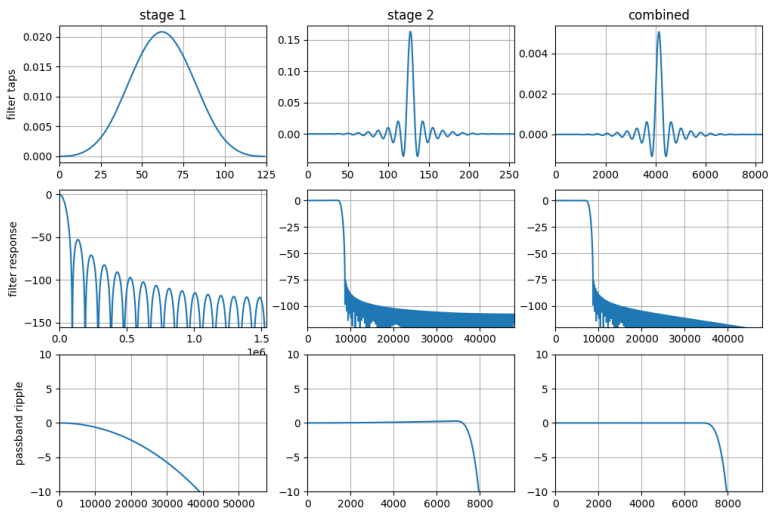 stage 1 stage 2 combined
filter taps
0.020
0.015
0.010
0.005
0.000
0 25 50 75 100 125
0.15
0.10
0.05
0.00
0 50 100 150 200 250
0.004
0.002
0.000
0 2000 4000 6000 8000
filter response
0
−50
−100
−150
0.0 0.5 1.0 1.5
1e6
0
−25
−50
−75
−100
0 10000 20000 30000 40000
0
−25
−50
−75
−100
0 10000 20000 30000 40000
passband ripple
10
5
0
−5
−10
0 10000 20000 30000 40000 50000
10
5
0
−5
−10
0 2000 4000 6000 8000
10
5
0
−5
−10
0 2000 4000 6000 8000